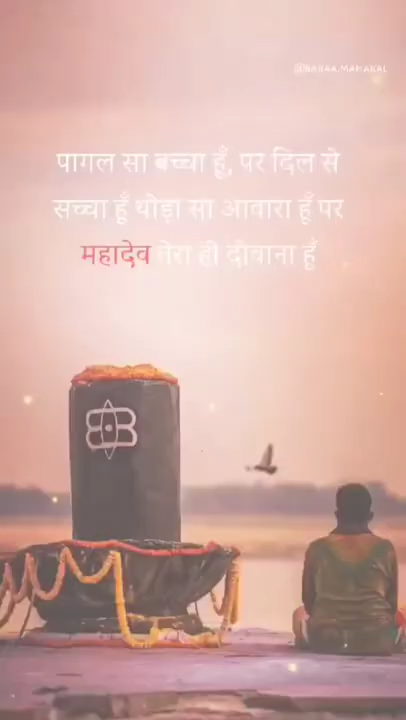 @BABAA.MAHAKAL
पागल सा बच्चा हूँ, पर दिल से
सच्चा हूँ थोड़ा सा आवारा हूँ पर
महादेव तेरा ही दीवाना हूँ